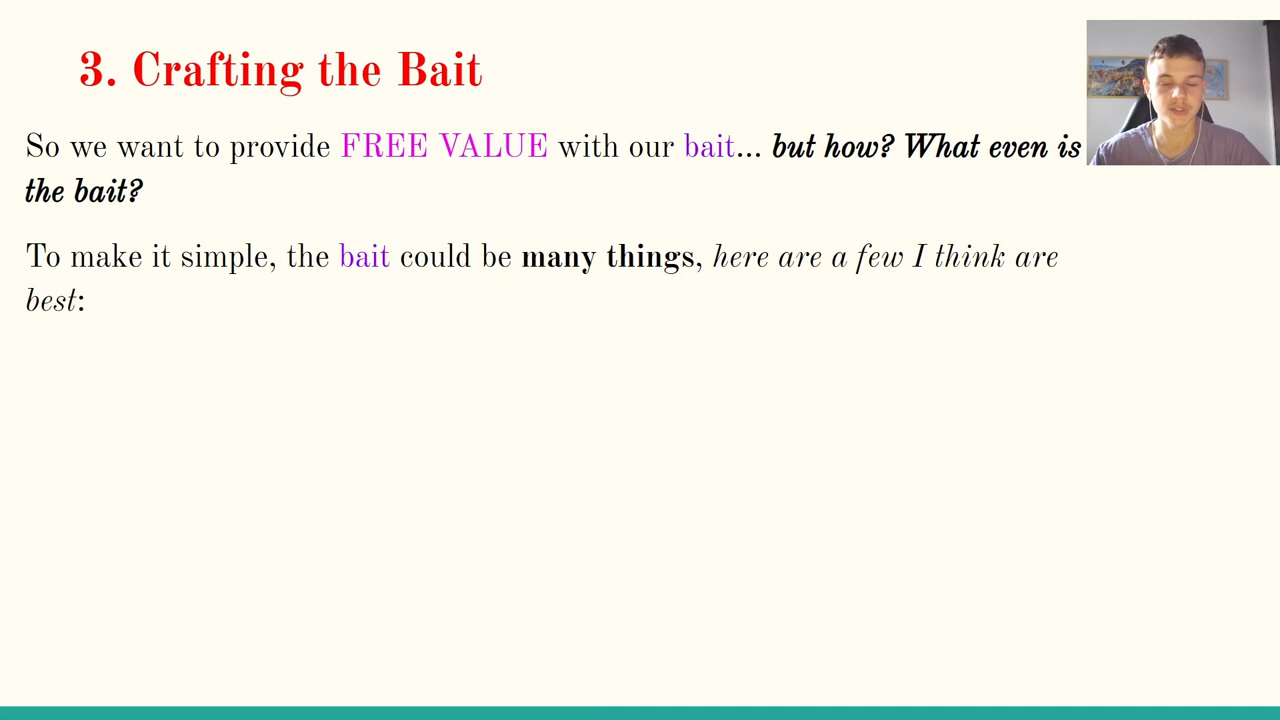 3. Crafting the Bait
So we want to provide FREE VALUE with our bait... but how? What even is
the bait?
To make it simple, the bait could be many things, here are a few I think are
best: